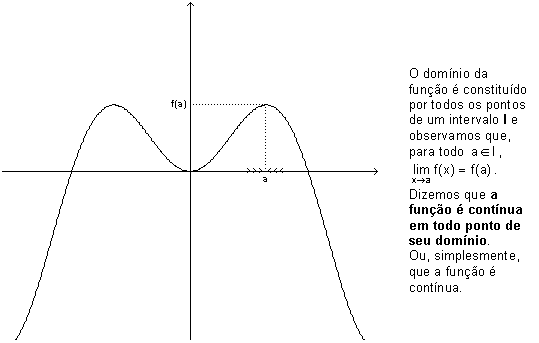 f(a)
a
O domínio da
função é constituído
por todos os pontos
de um intervalo I e
observamos que,
para todo a∈I ,
lim f(x) = f(a) .
x→a
Dizemos que a
função é contínua
em todo ponto de
seu domínio.
Ou, simplesmente,
que a função é
contínua.